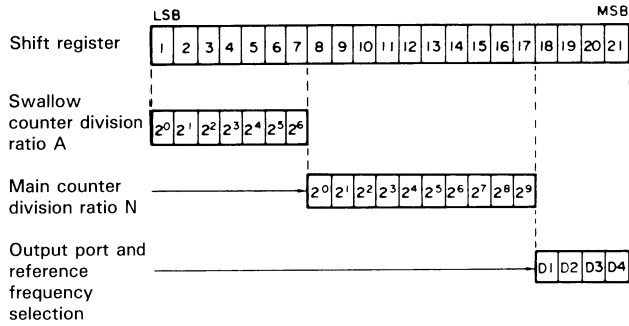 LSB MSB
Shift register 1 2 3 4 5 6 7 8 9 10 11 12 13 14 15 16 17 18 19 20 21
Swallow
counter division
ratio A
2⁰ 2¹ 2² 2³ 2⁴ 2⁵ 2⁶
Main counter
division ratio N
2⁰ 2¹ 2² 2³ 2⁴ 2⁵ 2⁶ 2⁷ 2⁸ 2⁹
Output port and
reference
frequency
selection
D1 D2 D3 D4